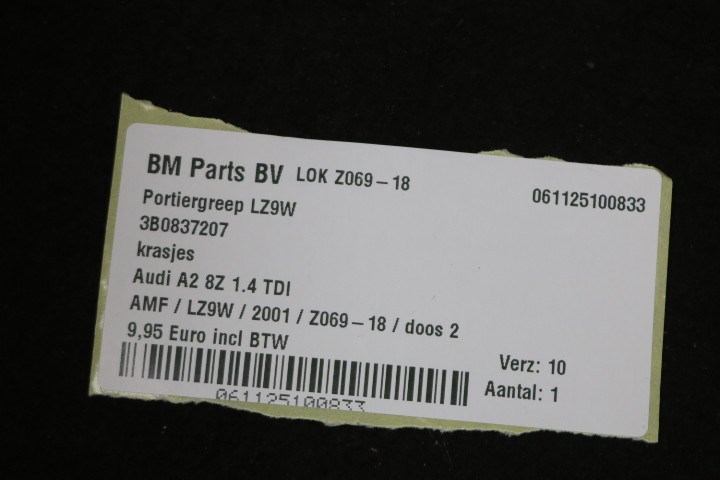 BM Parts BV LOK Z069-18 061125100833
Portiergreep LZ9W
3B0837207
krasjes
Audi A2 8Z 1.4 TDI
AMF / LZ9W / 2001 / Z069-18 / doos 2
9,95 Euro incl BTW
Verz: 10
Aantal: 1
061125100833